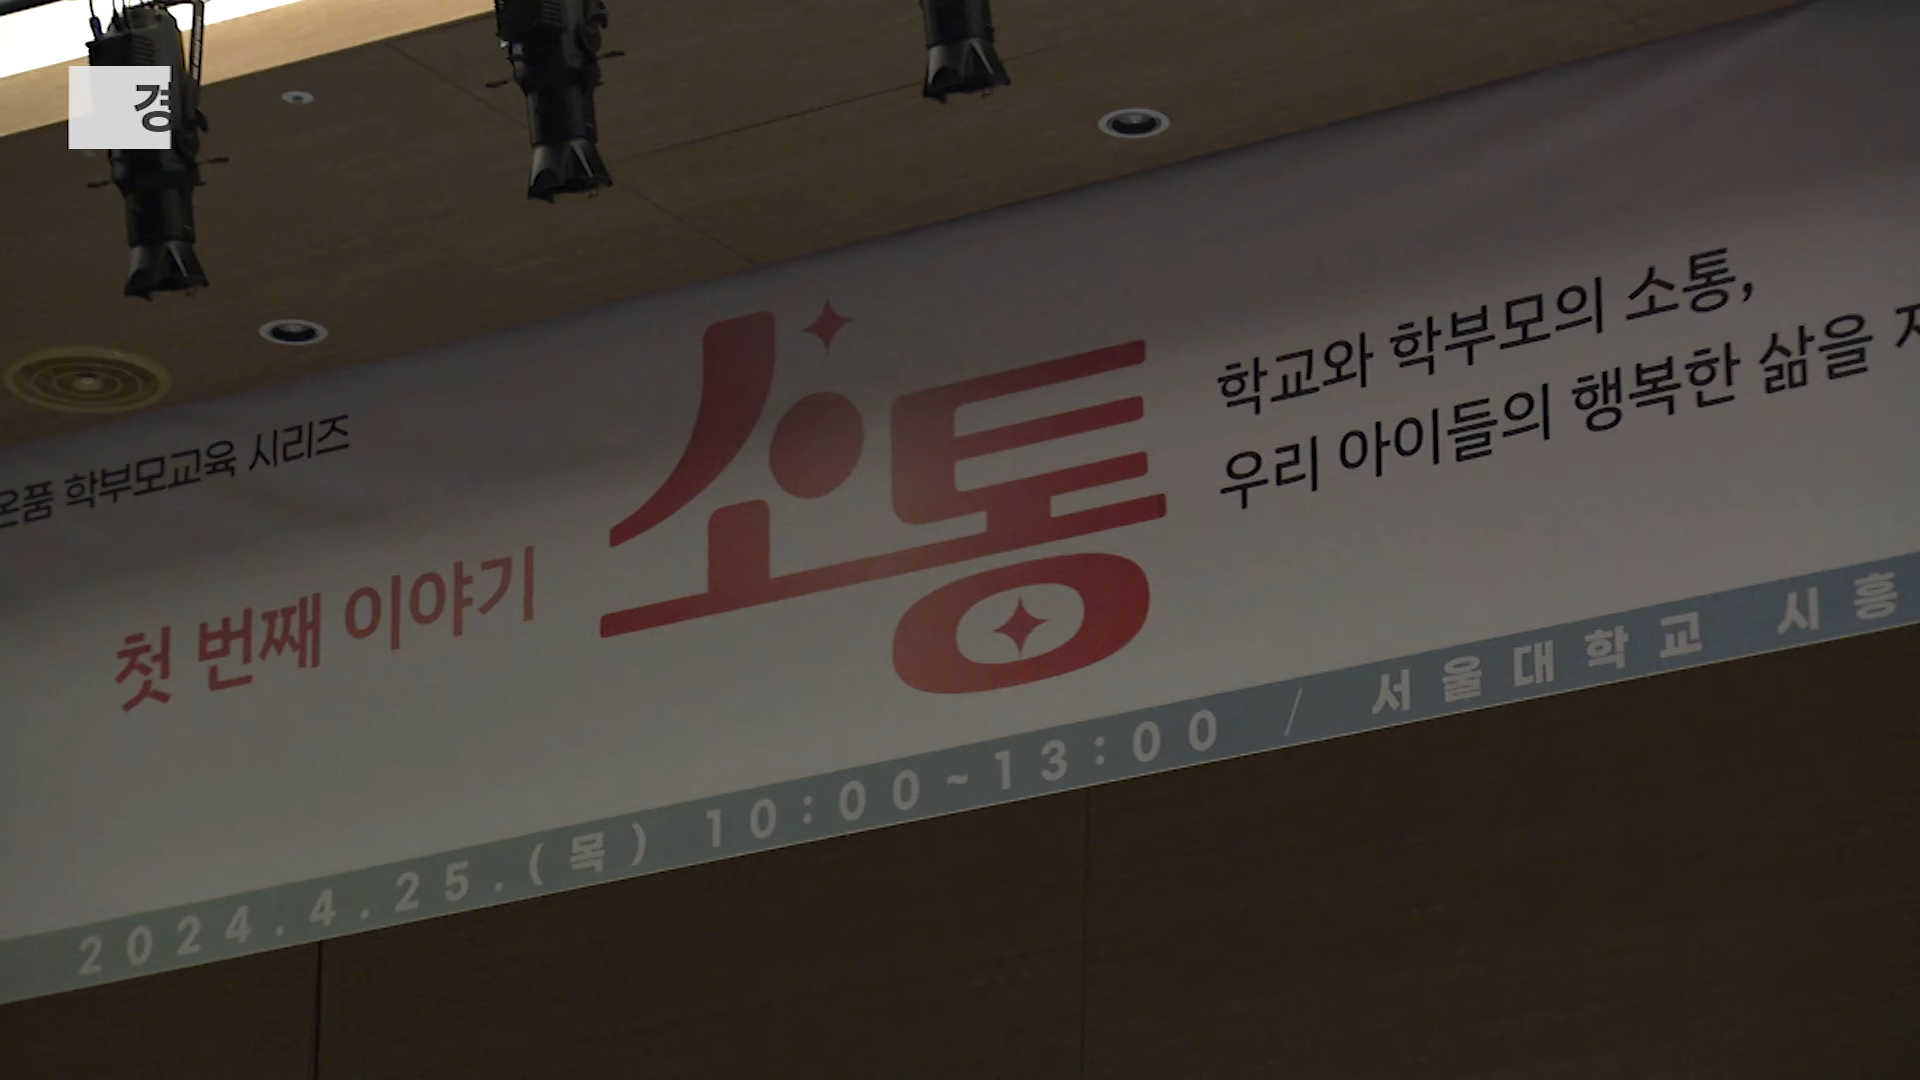 경
온품 학부모교육 시리즈
첫 번째 이야기
소통
학교와 학부모의 소통,
우리 아이들의 행복한 삶을
2024.4.25.(목) 10:00~13:00 / 서울대학교 시흥